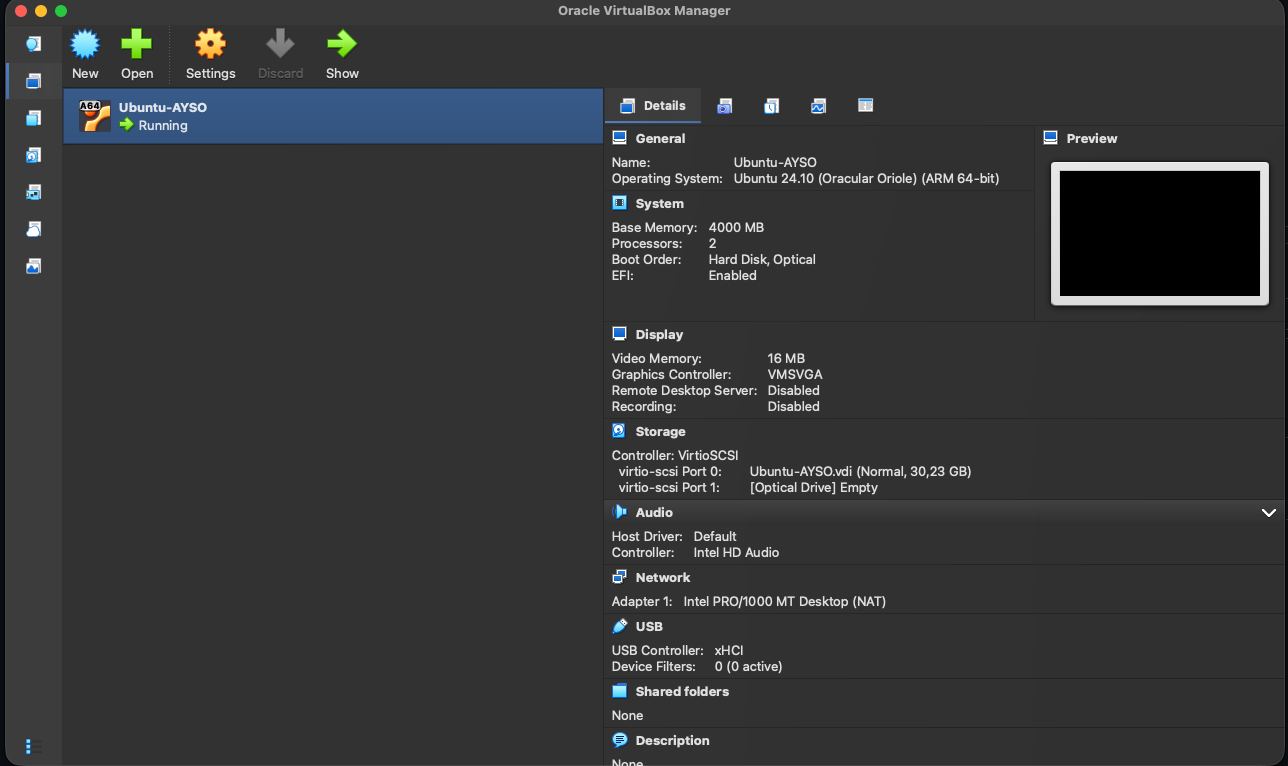 Oracle VirtualBox Manager
New
Open
Settings
Discard
Show
A64
Ubuntu-AYSO
Running
Details
General
Name: Ubuntu-AYSO
Operating System: Ubuntu 24.10 (Oracular Oriole) (ARM 64-bit)
Preview
System
Base Memory: 4000 MB
Processors: 2
Boot Order: Hard Disk, Optical
EFI: Enabled
Display
Video Memory: 16 MB
Graphics Controller: VMSVGA
Remote Desktop Server: Disabled
Recording: Disabled
Storage
Controller: VirtioSCSI
virtio-scsi Port 0: Ubuntu-AYSO.vdi (Normal, 30,23 GB)
virtio-scsi Port 1: [Optical Drive] Empty
Audio
Host Driver: Default
Controller: Intel HD Audio
Network
Adapter 1: Intel PRO/1000 MT Desktop (NAT)
USB
USB Controller: xHCI
Device Filters: 0 (0 active)
Shared folders
None
Description
None